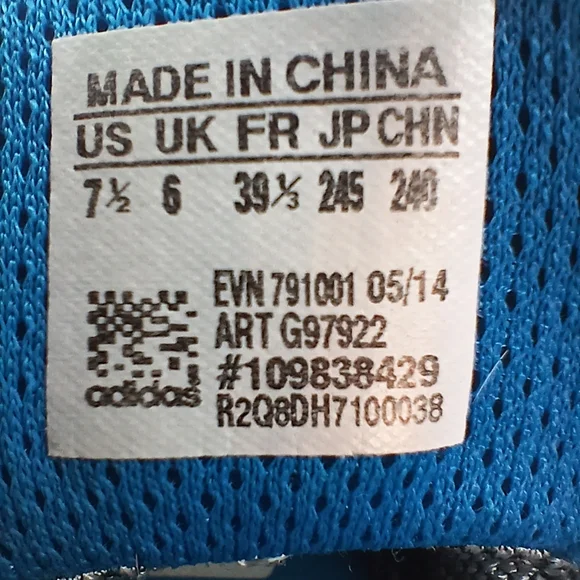 MADE IN CHINA
US UK FR JP CHN
7½ 6 39⅓ 245 240
EVN 791001 05/14
ART G97922
#109838429
R2Q8DH7100038
adidas